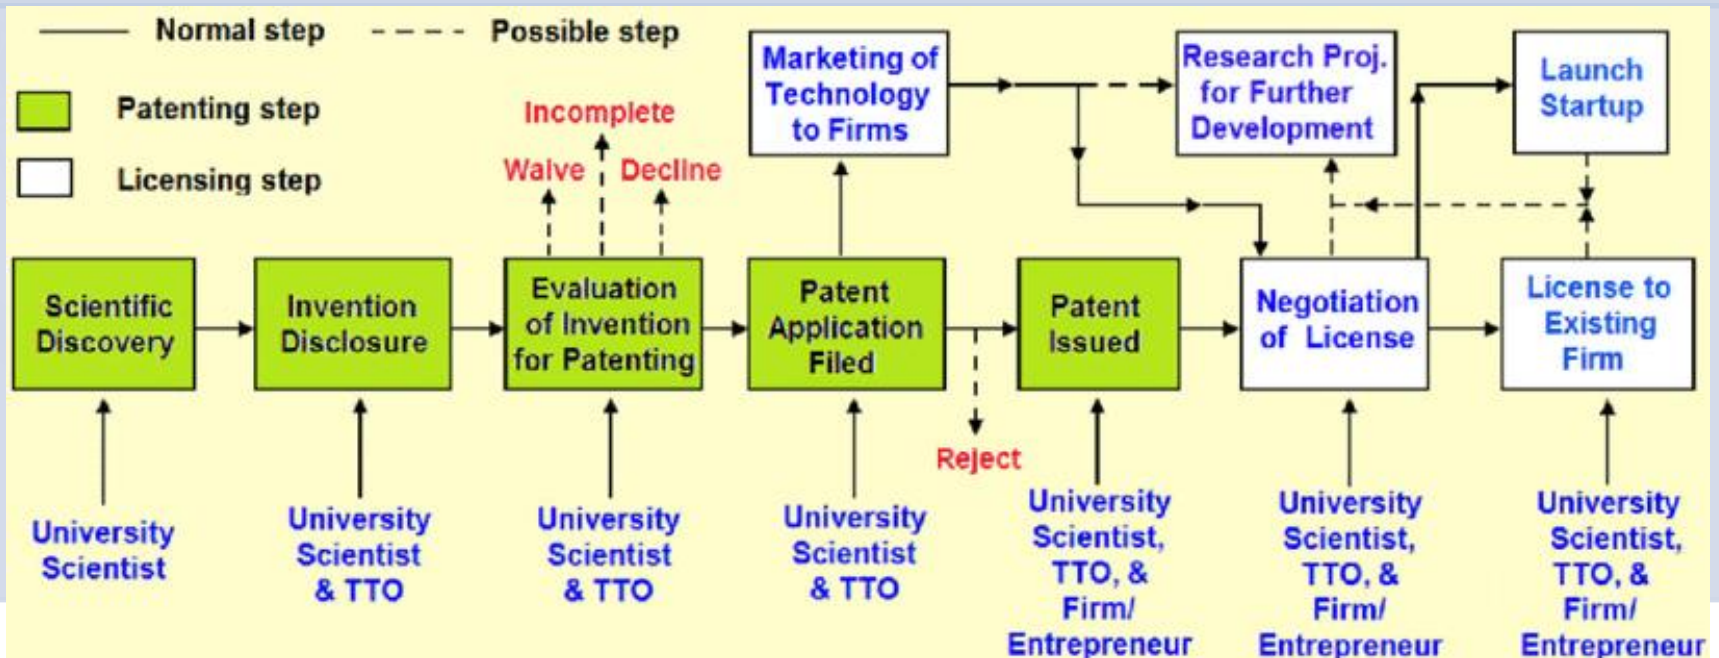 Normal step
Possible step
Patenting step
Licensing step
Incomplete
Waive
Decline
Marketing of
Technology
to Firms
Research Proj.
for Further
Development
Launch
Startup
Scientific
Discovery
Invention
Disclosure
Evaluation
of Invention
for Patenting
Patent
Application
Filed
Patent
Issued
Negotiation
of License
License to
Existing
Firm
Reject
University
Scientist
University
Scientist
& TTO
University
Scientist
& TTO
University
Scientist
& TTO
University
Scientist,
TTO, &
Firm/
Entrepreneur
University
Scientist,
TTO, &
Firm/
Entrepreneur
University
Scientist,
TTO, &
Firm/
Entrepreneur